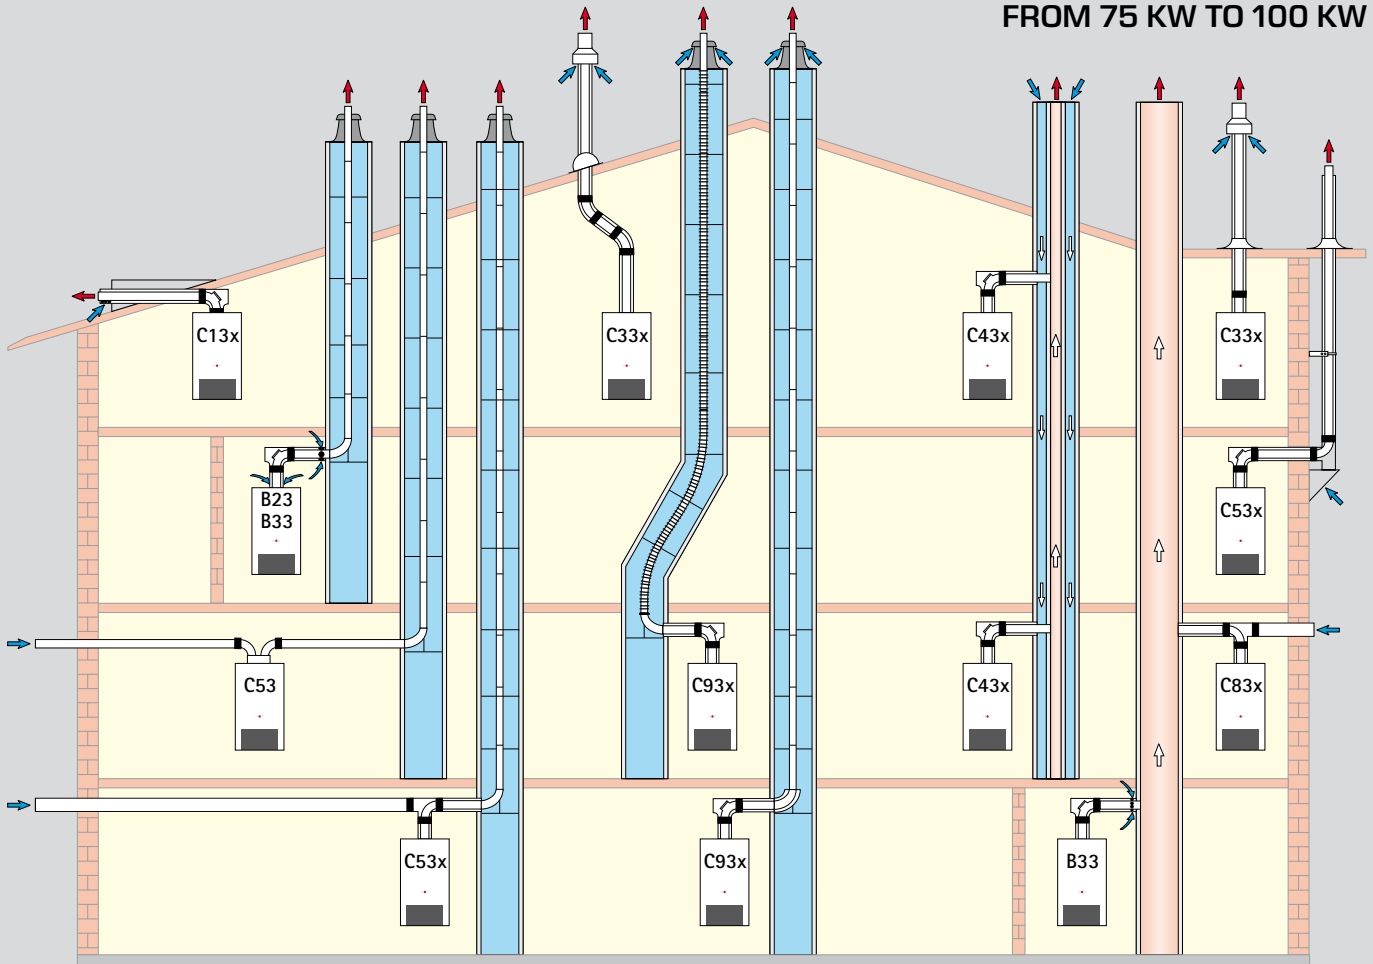 FROM 75 KW TO 100 KW
C13x
C33x
C43x
C33x
B23
B33
C53x
C53
C93x
C43x
C83x
C53x
C93x
B33